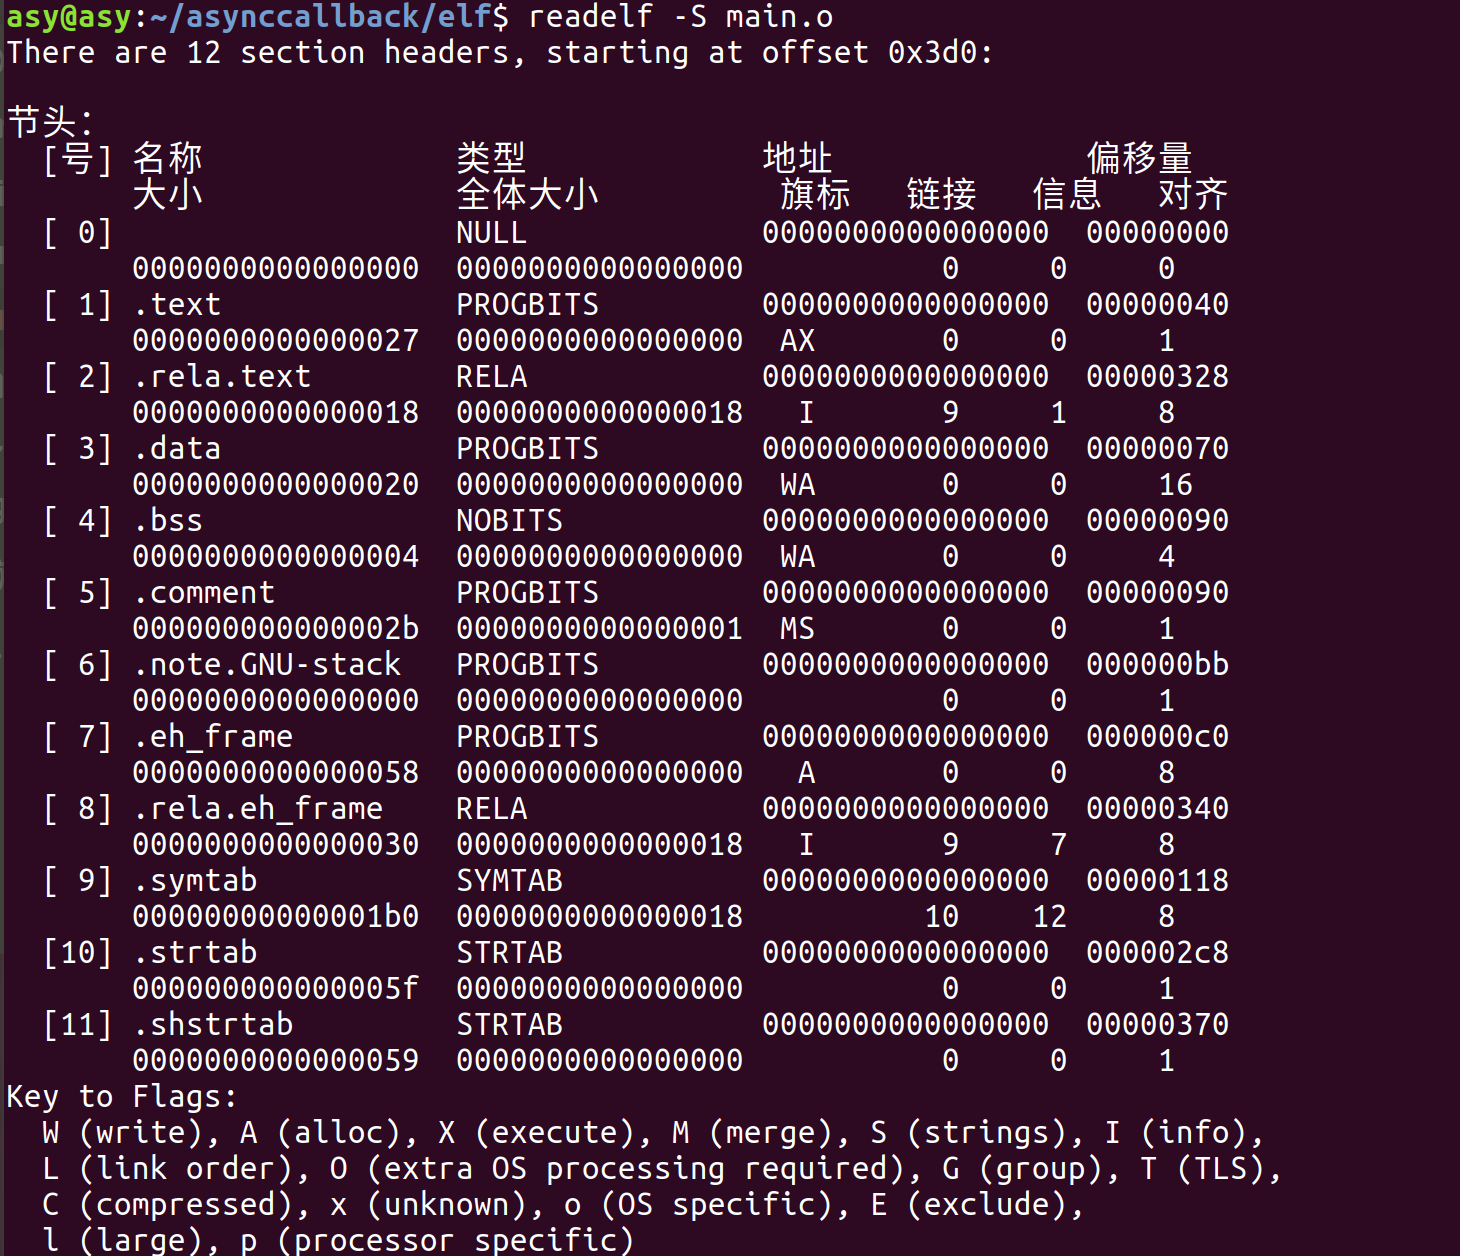 asy@asy:~/asynccallback/elf$ readelf -S main.o
There are 12 section headers, starting at offset 0x3d0:
节头：
[号] 名称 类型 地址 偏移量
大小 全体大小 旗标 链接 信息 对齐
[ 0] NULL 0000000000000000 00000000
0000000000000000 0000000000000000 0 0 0
[ 1] .text PROGBITS 0000000000000000 00000040
0000000000000027 0000000000000000 AX 0 0 1
[ 2] .rela.text RELA 0000000000000000 00000328
0000000000000018 0000000000000018 I 9 1 8
[ 3] .data PROGBITS 0000000000000000 00000070
0000000000000020 0000000000000000 WA 0 0 16
[ 4] .bss NOBITS 0000000000000000 00000090
0000000000000004 0000000000000000 WA 0 0 4
[ 5] .comment PROGBITS 0000000000000000 00000090
000000000000002b 0000000000000001 MS 0 0 1
[ 6] .note.GNU-stack PROGBITS 0000000000000000 000000bb
0000000000000000 0000000000000000 0 0 1
[ 7] .eh_frame PROGBITS 0000000000000000 000000c0
0000000000000058 0000000000000000 A 0 0 8
[ 8] .rela.eh_frame RELA 0000000000000000 00000340
0000000000000030 0000000000000018 I 9 7 8
[ 9] .symtab SYMTAB 0000000000000000 00000118
00000000000001b0 0000000000000018 10 12 8
[10] .strtab STRTAB 0000000000000000 000002c8
000000000000005f 0000000000000000 0 0 1
[11] .shstrtab STRTAB 0000000000000000 00000370
0000000000000059 0000000000000000 0 0 1
Key to Flags:
W (write), A (alloc), X (execute), M (merge), S (strings), I (info),
L (link order), O (extra OS processing required), G (group), T (TLS),
C (compressed), x (unknown), o (OS specific), E (exclude),
l (large), p (processor specific)